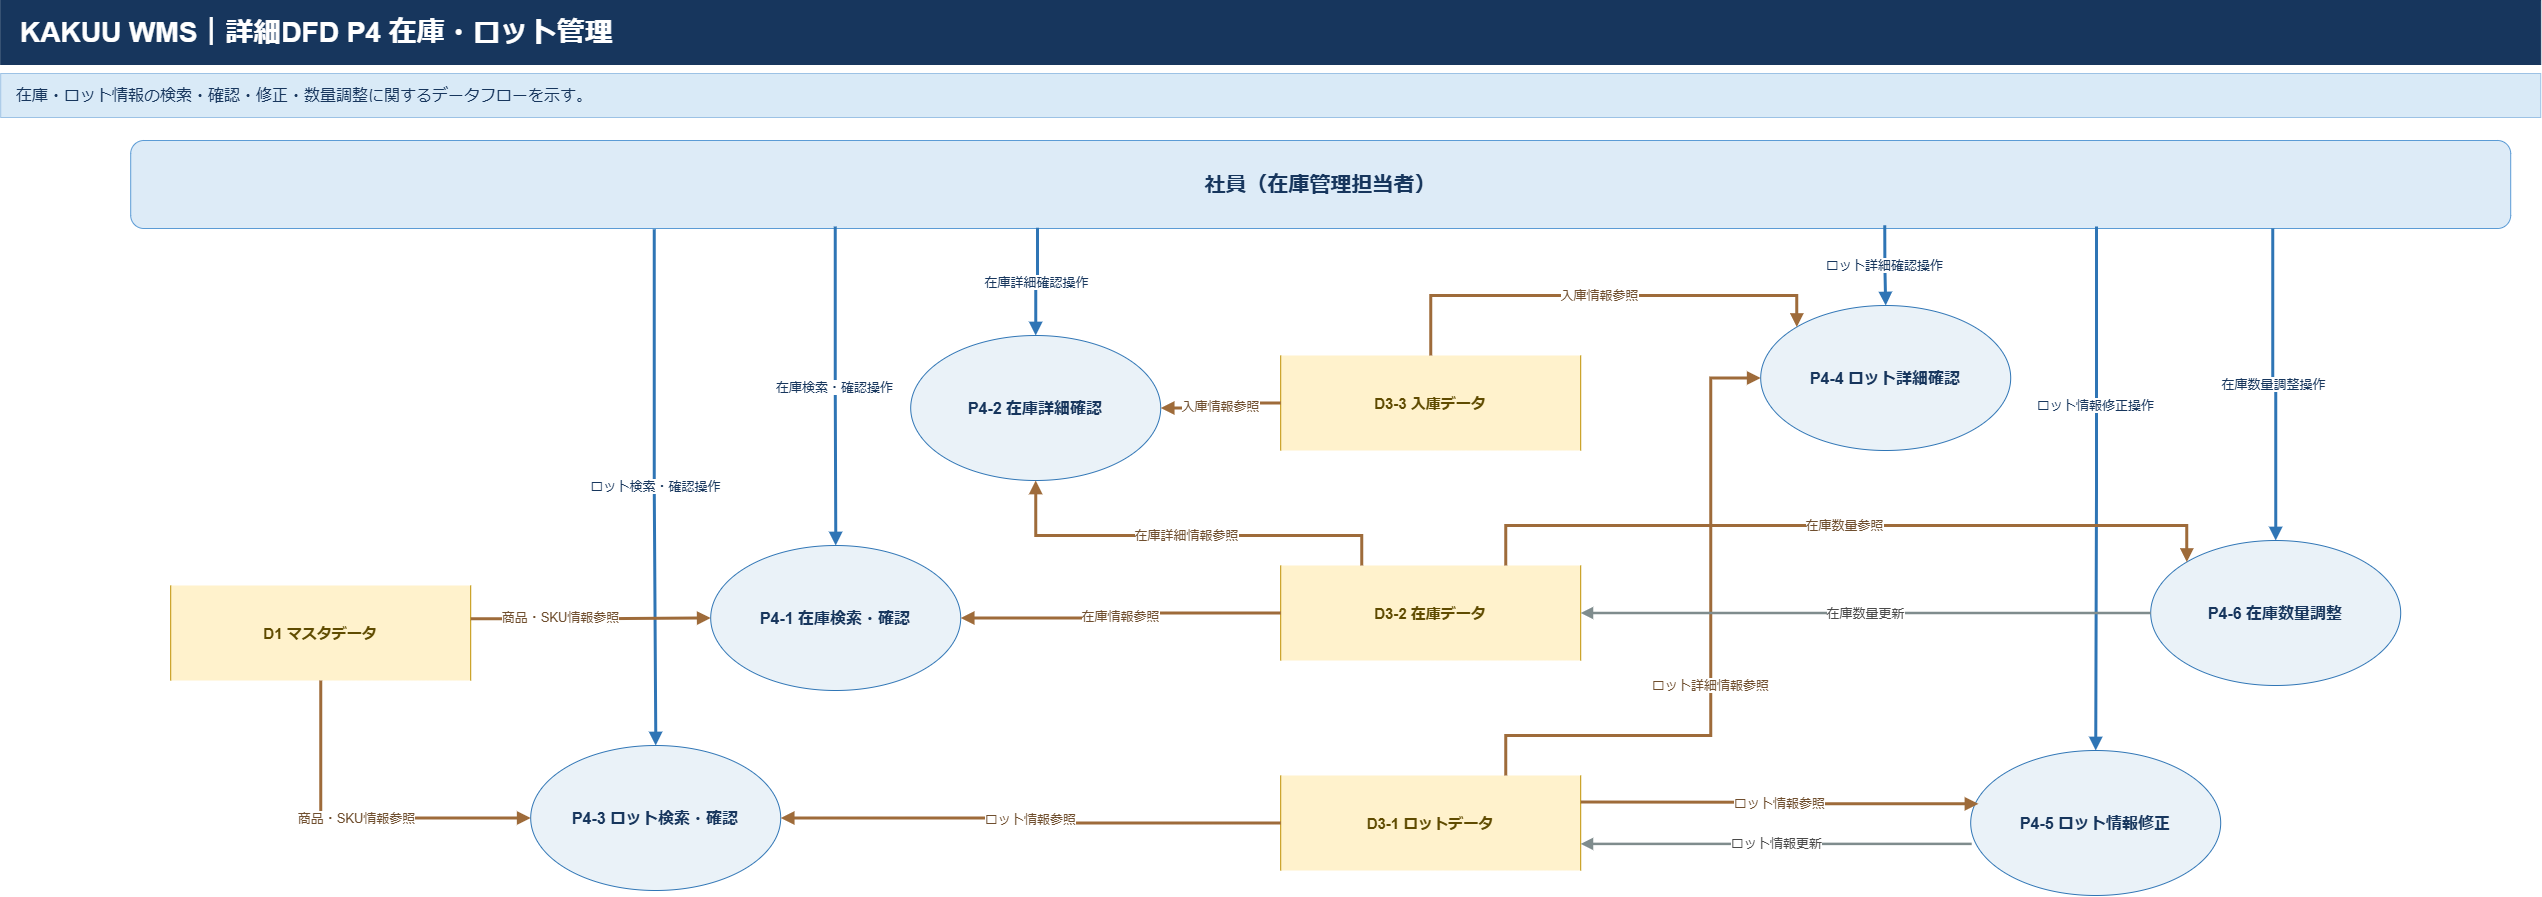 KAKUU WMS｜詳細DFD P4 在庫・ロット管理
在庫・ロット情報の検索・確認・修正・数量調整に関するデータフローを示す。
社員（在庫管理担当者）
ロット詳細確認操作
在庫詳細確認操作
入庫情報参照
P4-4 ロット詳細確認
在庫数量調整操作
在庫検索・確認操作
D3-3 入庫データ
ロット情報修正操作
入庫情報参照
P4-2 在庫詳細確認
ロット検索・確認操作
在庫数量参照
在庫詳細情報参照
D3-2 在庫データ
在庫数量更新
P4-6 在庫数量調整
商品・SKU情報参照
P4-1 在庫検索・確認
在庫情報参照
D1 マスタデータ
ロット詳細情報参照
ロット情報参照
商品・SKU情報参照
P4-3 ロット検索・確認
ロット情報参照
D3-1 ロットデータ
P4-5 ロット情報修正
ロット情報更新